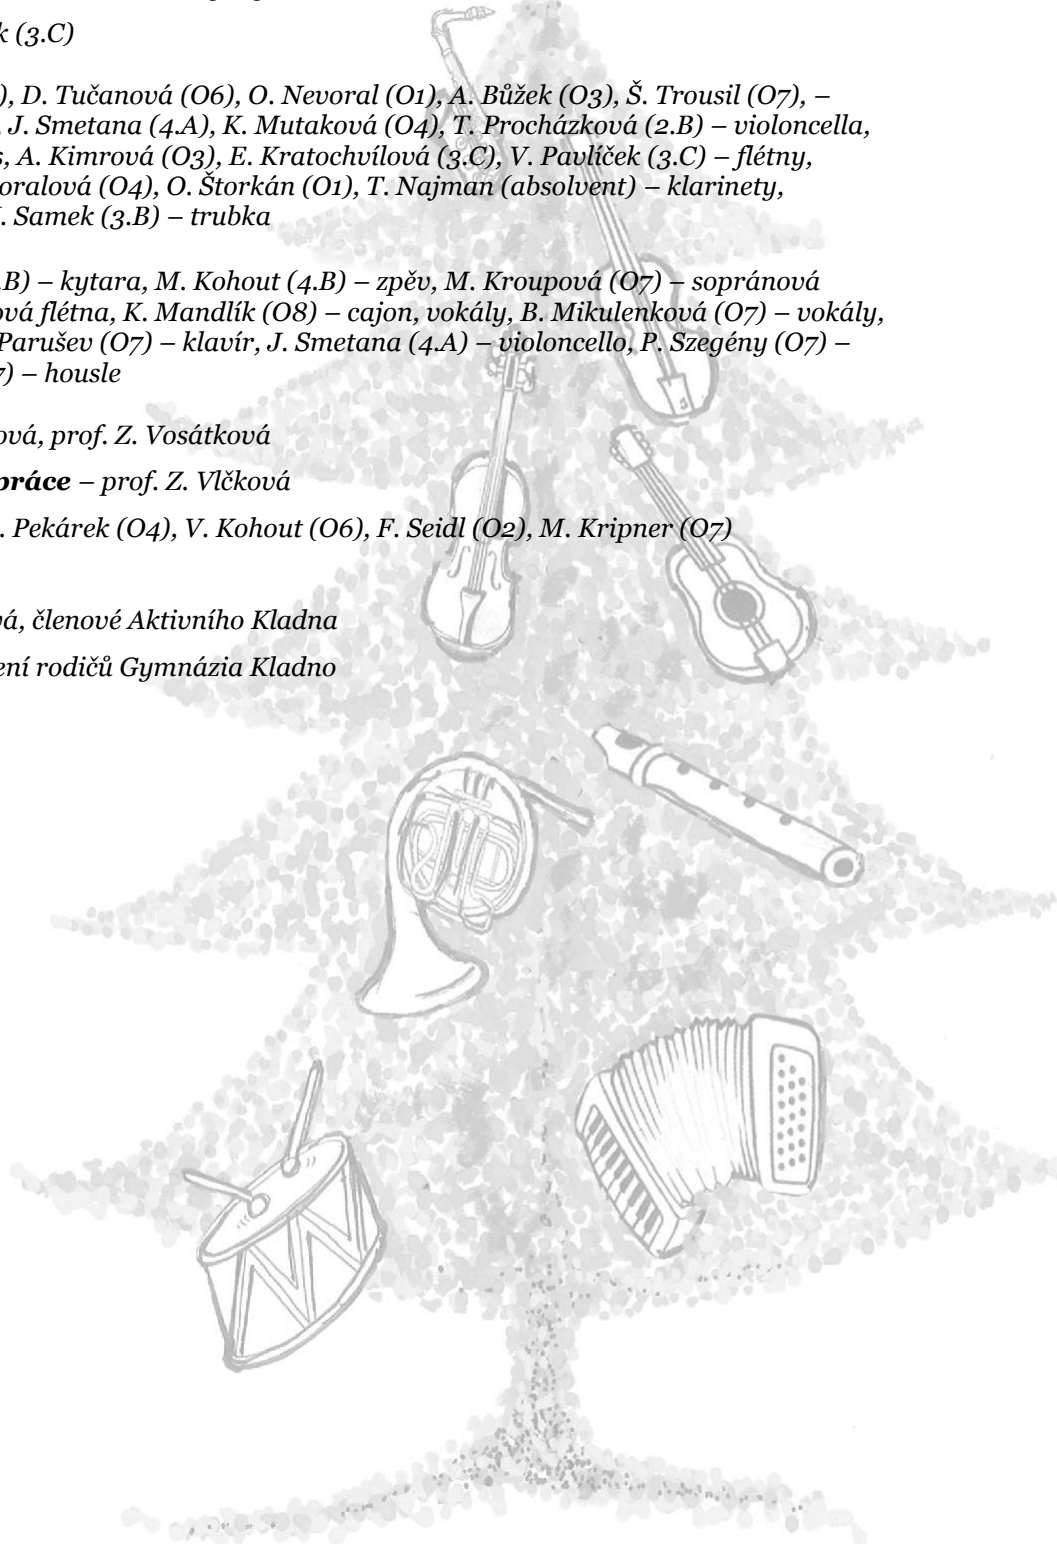 k (3.C)
), D. Tučanová (O6), O. Nevoral (O1), A. Bůžek (O3), Š. Trousil (O7), –
, J. Smetana (4.A), K. Mutaková (O4), T. Procházková (2.B) – violoncella,
s, A. Kimrová (O3), E. Kratochvílová (3.C), V. Pavlíček (3.C) – flétny,
oralová (O4), O. Štorkán (O1), T. Najman (absolvent) – klarinety,
. Samek (3.B) – trubka
.B) – kytara, M. Kohout (4.B) – zpěv, M. Kroupová (O7) – sopránová
ová flétna, K. Mandlík (O8) – cajon, vokály, B. Mikulenková (O7) – vokály,
Parušev (O7) – klavír, J. Smetana (4.A) – violoncello, P. Szegény (O7) –
7) – housle
ová, prof. Z. Vosátková
práce – prof. Z. Vlčková
. Pekárek (O4), V. Kohout (O6), F. Seidl (O2), M. Kripner (O7)
vá, členové Aktivního Kladna
ení rodičů Gymnázia Kladno